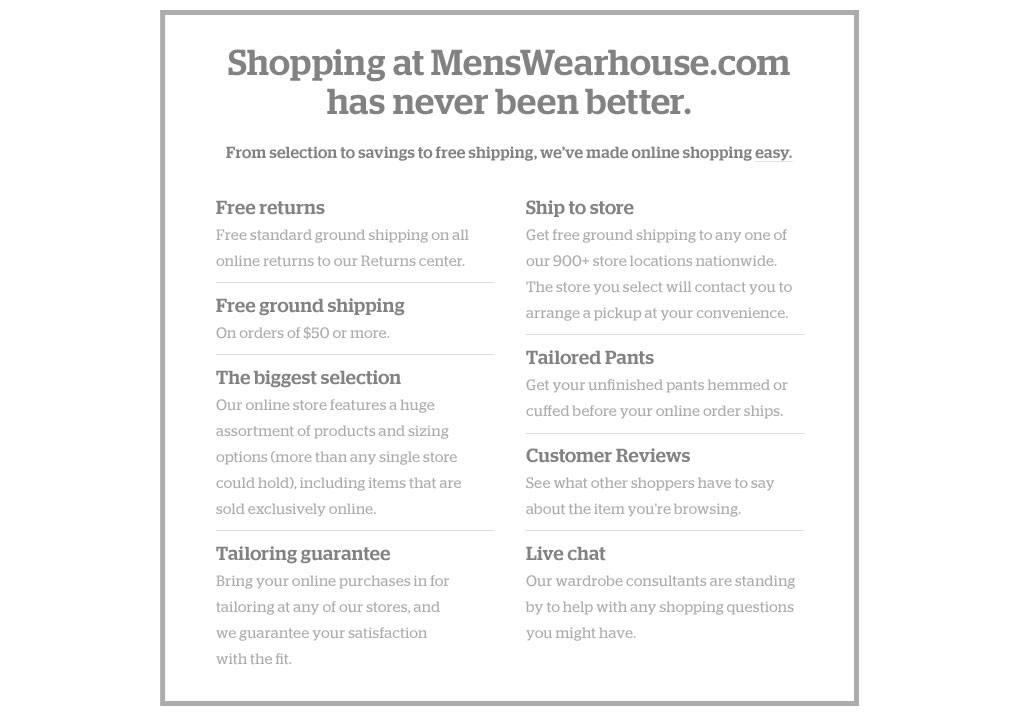 Shopping at MensWearhouse.com
has never been better.
From selection to savings to free shipping, we've made online shopping easy.
Free returns
Free standard ground shipping on all
online returns to our Returns center.
Free ground shipping
On orders of $50 or more.
The biggest selection
Our online store features a huge
assortment of products and sizing
options (more than any single store
could hold), including items that are
sold exclusively online.
Tailoring guarantee
Bring your online purchases in for
tailoring at any of our stores, and
we guarantee your satisfaction
with the fit.
Ship to store
Get free ground shipping to any one of
our 900+ store locations nationwide.
The store you select will contact you to
arrange a pickup at your convenience.
Tailored Pants
Get your unfinished pants hemmed or
cuffed before your online order ships.
Customer Reviews
See what other shoppers have to say
about the item you're browsing.
Live chat
Our wardrobe consultants are standing
by to help with any shopping questions
you might have.